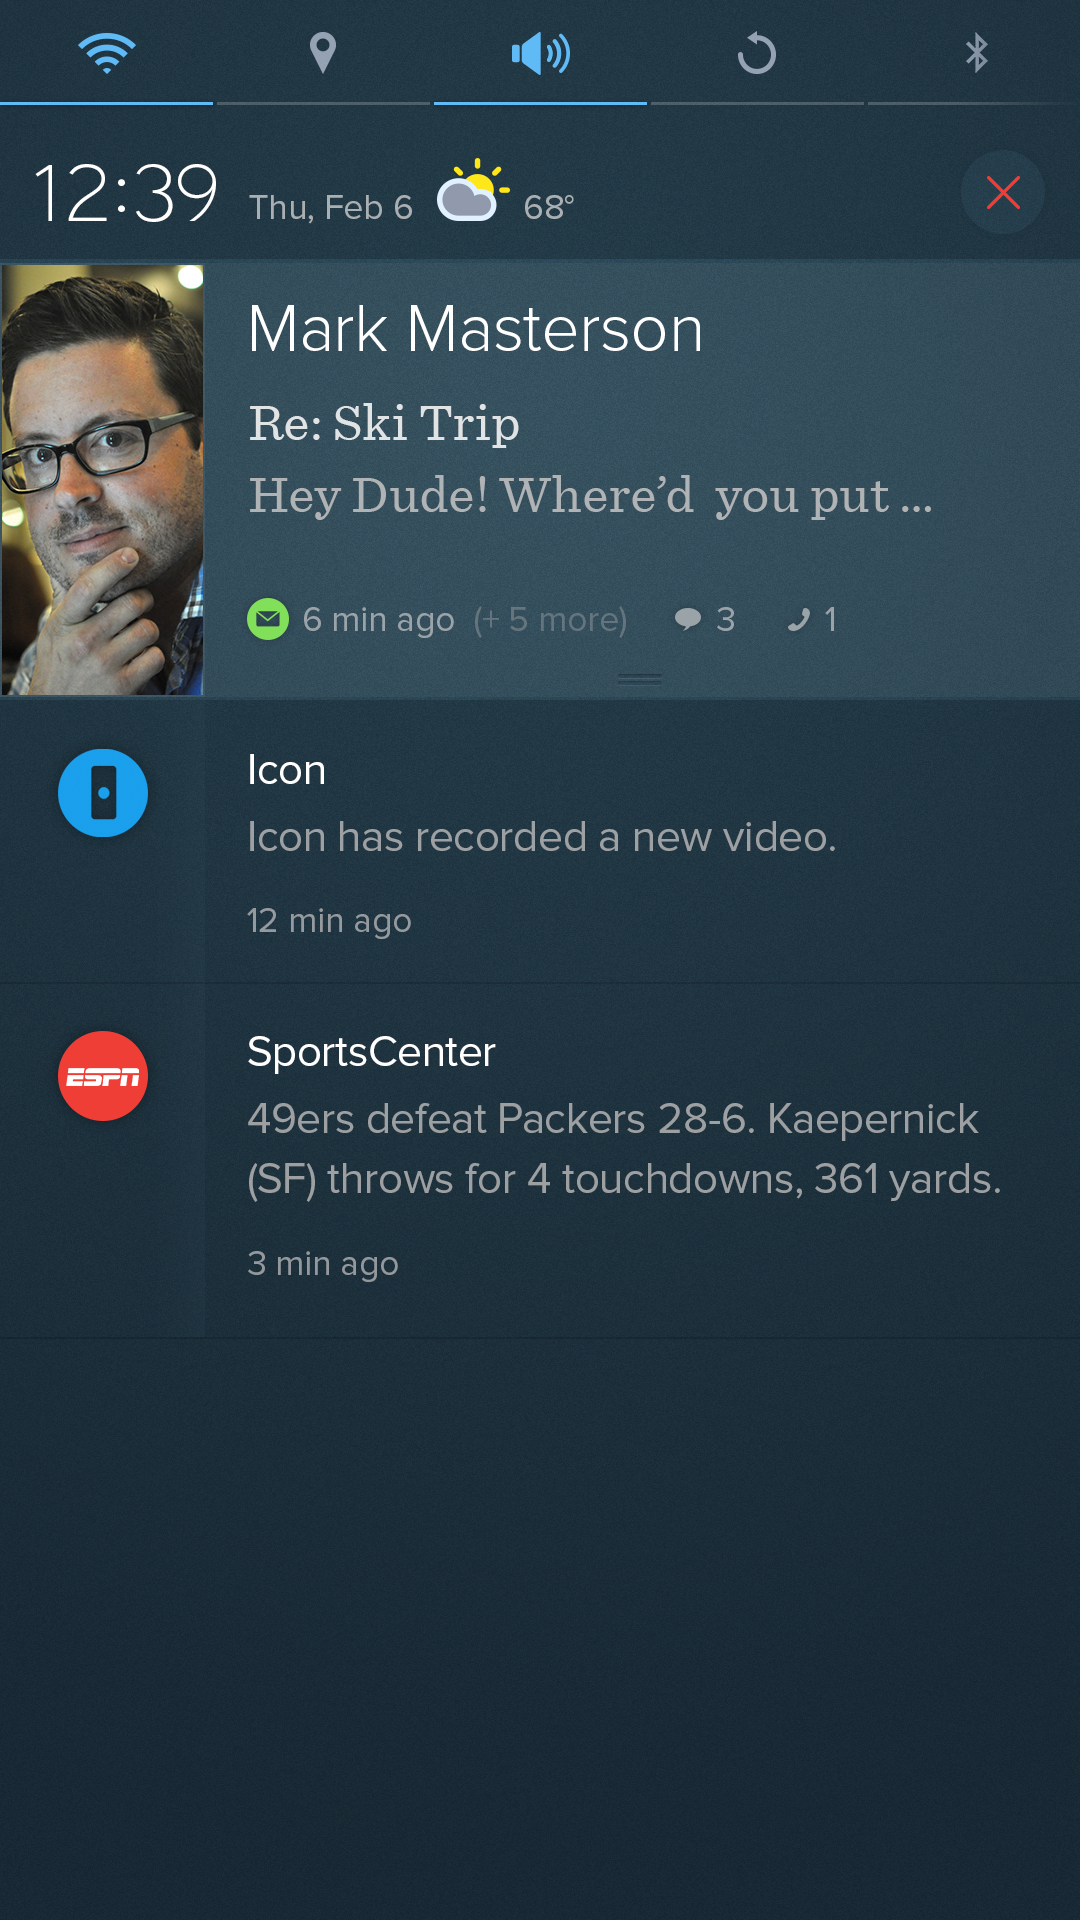 12:39 Thu, Feb 6 68°
Mark Masterson
Re: Ski Trip
Hey Dude! Where’d you put ...
6 min ago (+ 5 more) 3 1
Icon
Icon has recorded a new video.
12 min ago
ESPN
SportsCenter
49ers defeat Packers 28-6. Kaepernick
(SF) throws for 4 touchdowns, 361 yards.
3 min ago